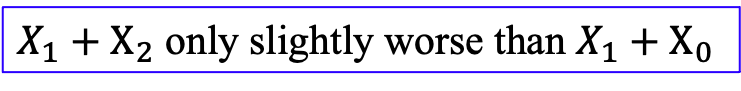 X₁ + X₂ only slightly worse than X₁ + X₀